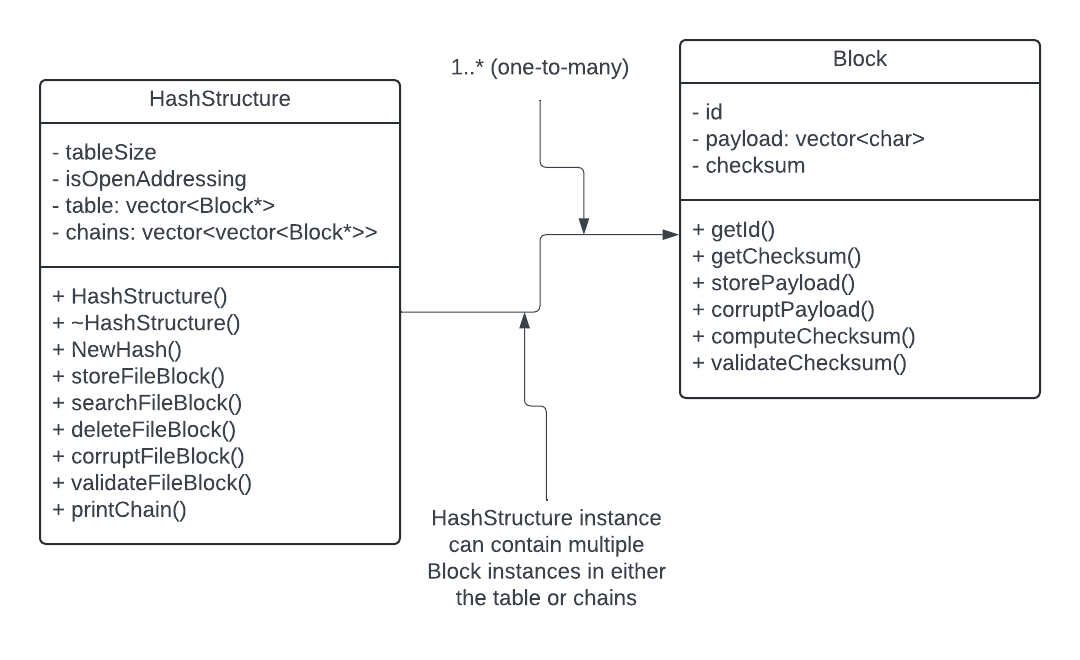 HashStructure
- tableSize
- isOpenAddressing
- table: vector<Block*>
- chains: vector<vector<Block*>>
+ HashStructure()
+ ~HashStructure()
+ NewHash()
+ storeFileBlock()
+ searchFileBlock()
+ deleteFileBlock()
+ corruptFileBlock()
+ validateFileBlock()
+ printChain()
1..* (one-to-many)
HashStructure instance
can contain multiple
Block instances in either
the table or chains
Block
- id
- payload: vector<char>
- checksum
+ getId()
+ getChecksum()
+ storePayload()
+ corruptPayload()
+ computeChecksum()
+ validateChecksum()